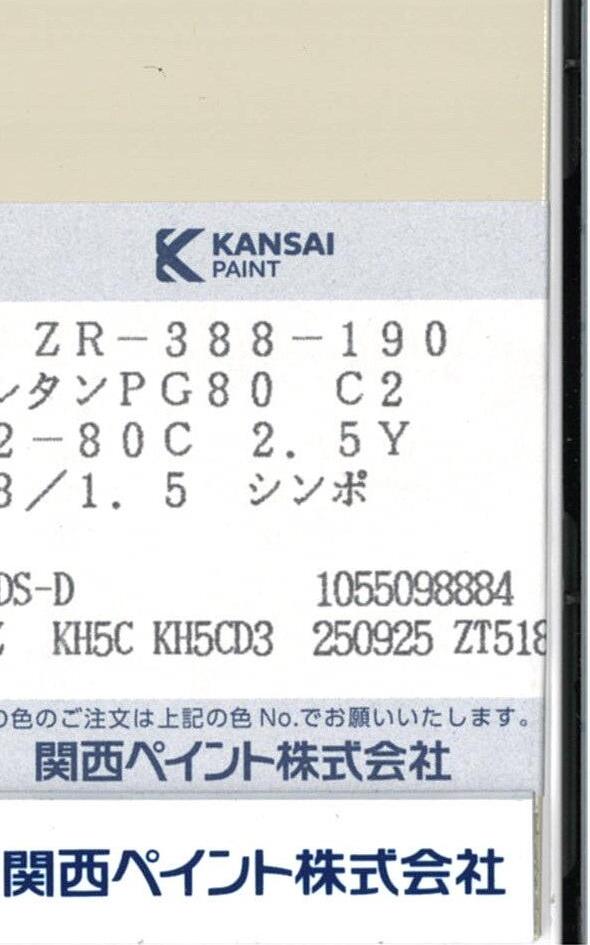 KANSAI
PAINT
ZR-388-190
レタンPG80 C2
2-80C 2.5Y
8/1.5 シンポ
DS-D 1055098884
Z KH5C KH5CD3 250925 ZT518
の色のご注文は上記の色No.でお願いいたします。
関西ペイント株式会社
関西ペイント株式会社